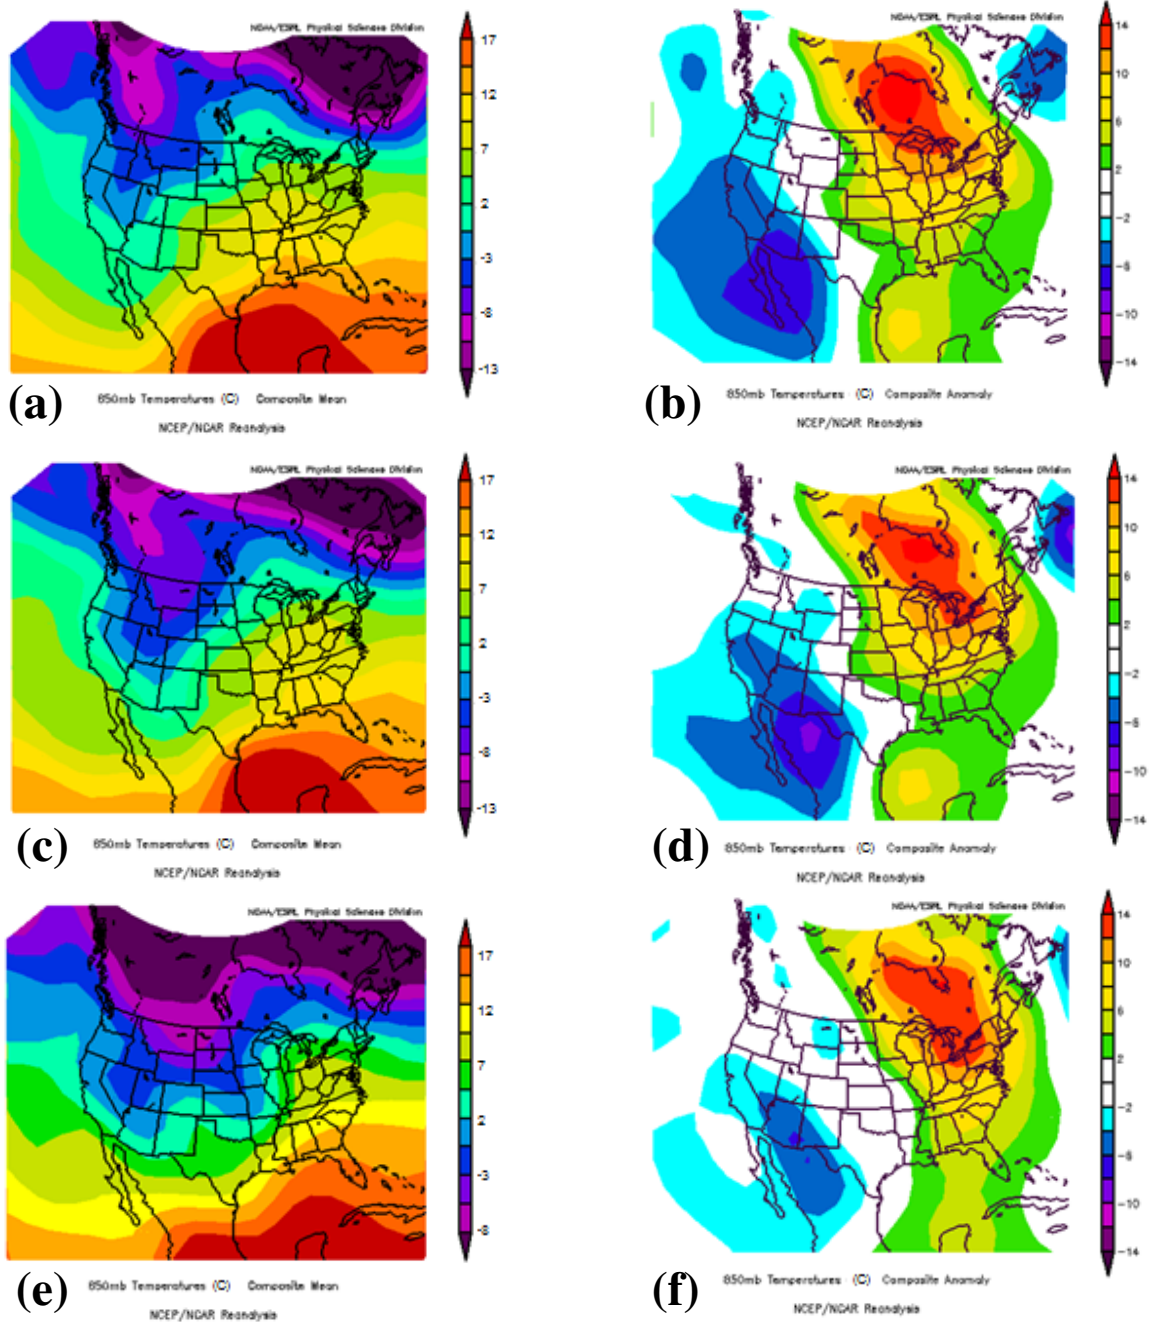 NOAA/ESRL Physical Sciences Division
17
12
7
2
-3
-8
-13
(a)
850mb Temperatures (C) Composite Mean
NCEP/NCAR Reanalysis
NOAA/ESRL Physical Sciences Division
14
10
6
2
-2
-6
-10
-14
(b)
850mb Temperatures (C) Composite Anomaly
NCEP/NCAR Reanalysis
NOAA/ESRL Physical Sciences Division
17
12
7
2
-3
-8
-13
(c)
850mb Temperatures (C) Composite Mean
NCEP/NCAR Reanalysis
NOAA/ESRL Physical Sciences Division
14
10
6
2
-2
-6
-10
-14
(d)
850mb Temperatures (C) Composite Anomaly
NCEP/NCAR Reanalysis
NOAA/ESRL Physical Sciences Division
17
12
7
2
-3
-8
(e)
850mb Temperatures (C) Composite Mean
NCEP/NCAR Reanalysis
NOAA/ESRL Physical Sciences Division
14
10
6
2
-2
-6
-10
-14
(f)
850mb Temperatures (C) Composite Anomaly
NCEP/NCAR Reanalysis